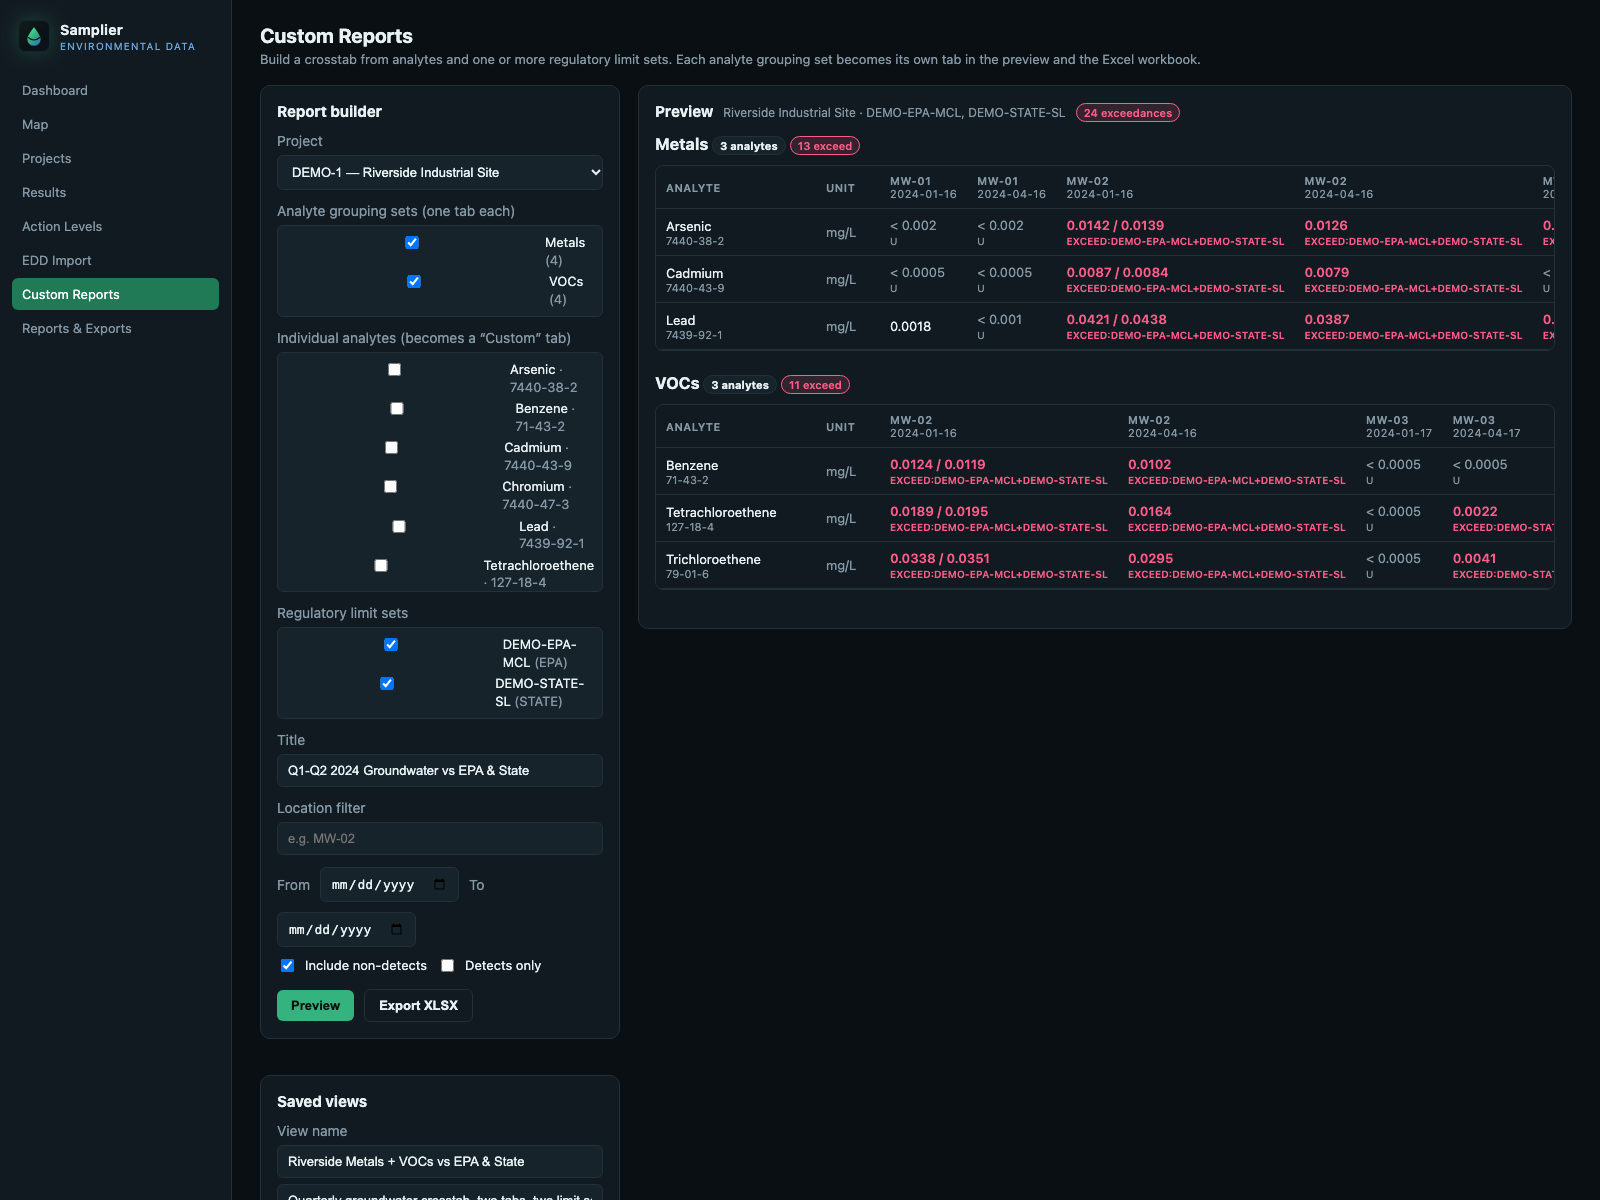 Samplier
ENVIRONMENTAL DATA
Dashboard
Map
Projects
Results
Action Levels
EDD Import
Custom Reports
Reports & Exports
Custom Reports
Build a crosstab from analytes and one or more regulatory limit sets. Each analyte grouping set becomes its own tab in the preview and the Excel workbook.
Report builder
Project
DEMO-1 — Riverside Industrial Site
Analyte grouping sets (one tab each)
Metals
(4)
VOCs
(4)
Individual analytes (becomes a “Custom” tab)
Arsenic ·
7440-38-2
Benzene ·
71-43-2
Cadmium ·
7440-43-9
Chromium ·
7440-47-3
Lead ·
7439-92-1
Tetrachloroethene
· 127-18-4
Regulatory limit sets
DEMO-EPA-
MCL (EPA)
DEMO-STATE-
SL (STATE)
Title
Q1-Q2 2024 Groundwater vs EPA & State
Location filter
e.g. MW-02
From mm/dd/yyyy To
mm/dd/yyyy
Include non-detects Detects only
Preview Export XLSX
Saved views
View name
Riverside Metals + VOCs vs EPA & State
Quarterly groundwater crosstab, two tabs, two limit
Preview Riverside Industrial Site · DEMO-EPA-MCL, DEMO-STATE-SL 24 exceedances
Metals 3 analytes 13 exceed
ANALYTE UNIT MW-01 MW-01 MW-02 MW-02
2024-01-16 2024-04-16 2024-01-16 2024-04-16
Arsenic mg/L < 0.002 < 0.002 0.0142 / 0.0139 0.0126 0.
7440-38-2 U U EXCEED:DEMO-EPA-MCL+DEMO-STATE-SL EXCEED:DEMO-EPA-MCL+DEMO-STATE-SL EX
Cadmium mg/L < 0.0005 < 0.0005 0.0087 / 0.0084 0.0079 <
7440-43-9 U U EXCEED:DEMO-EPA-MCL+DEMO-STATE-SL EXCEED:DEMO-EPA-MCL+DEMO-STATE-SL U
Lead mg/L 0.0018 < 0.001 0.0421 / 0.0438 0.0387 0.
7439-92-1 U EXCEED:DEMO-EPA-MCL+DEMO-STATE-SL EXCEED:DEMO-EPA-MCL+DEMO-STATE-SL EX
VOCs 3 analytes 11 exceed
ANALYTE UNIT MW-02 MW-02 MW-03 MW-03
2024-01-16 2024-04-16 2024-01-17 2024-04-17
Benzene mg/L 0.0124 / 0.0119 0.0102 < 0.0005 < 0.0005
71-43-2 EXCEED:DEMO-EPA-MCL+DEMO-STATE-SL EXCEED:DEMO-EPA-MCL+DEMO-STATE-SL U U
Tetrachloroethene mg/L 0.0189 / 0.0195 0.0164 < 0.0005 0.0022
127-18-4 EXCEED:DEMO-EPA-MCL+DEMO-STATE-SL EXCEED:DEMO-EPA-MCL+DEMO-STATE-SL U EXCEED:DEMO-STAT
Trichloroethene mg/L 0.0338 / 0.0351 0.0295 < 0.0005 0.0041
79-01-6 EXCEED:DEMO-EPA-MCL+DEMO-STATE-SL EXCEED:DEMO-EPA-MCL+DEMO-STATE-SL U EXCEED:DEMO-STAT